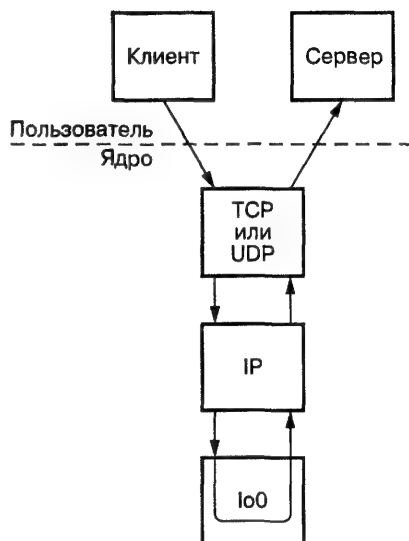 Клиент
Сервер
Пользователь
Ядро
TCP
или
UDP
IP
lo0